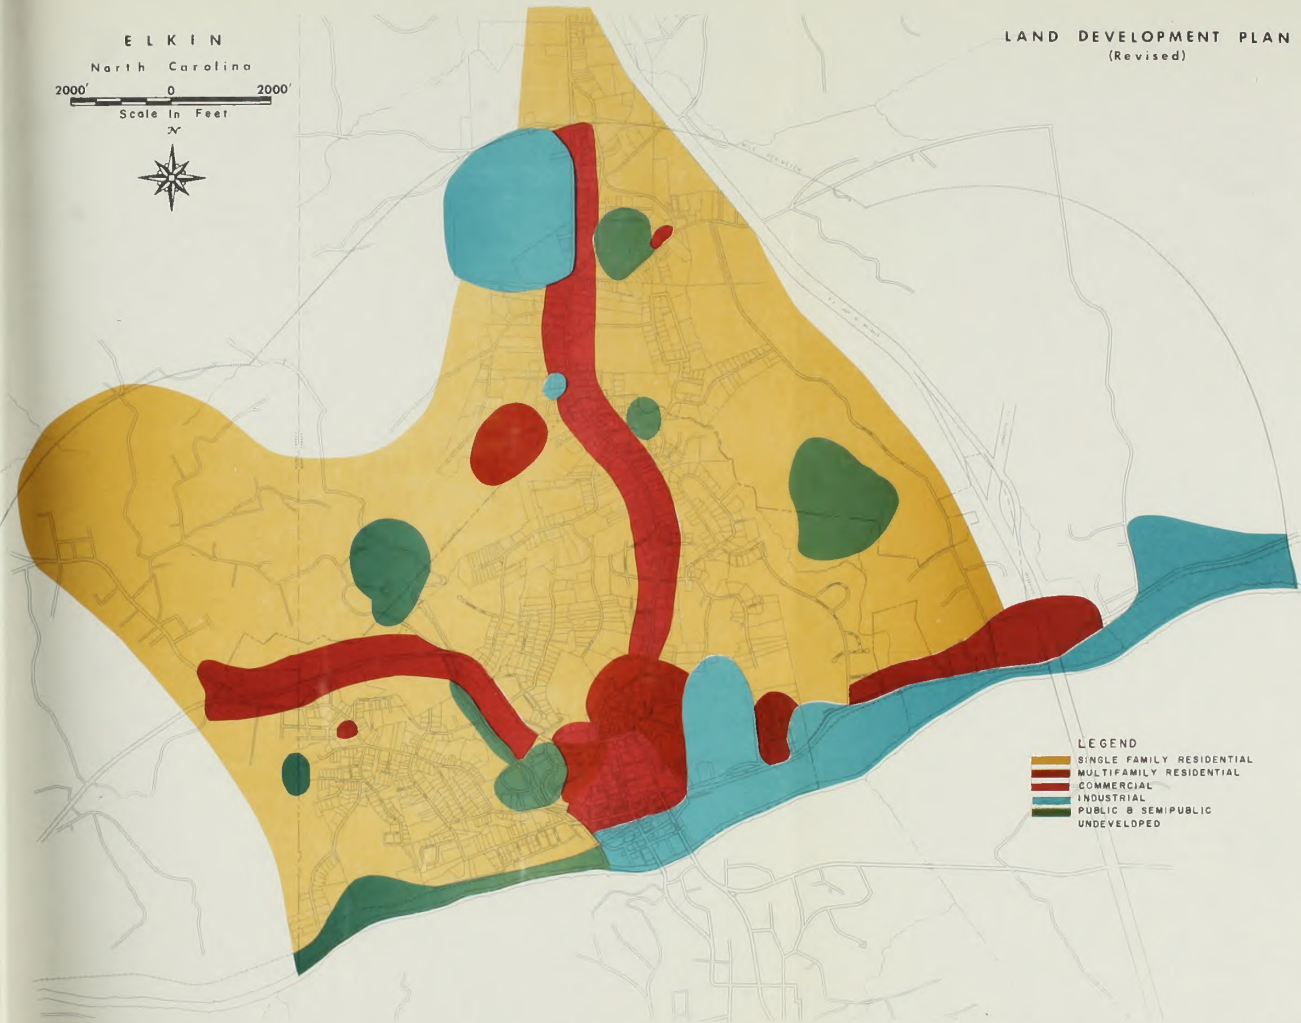 ELKIN
North Carolina
2000' 0 2000'
Scale In Feet
N
LAND DEVELOPMENT PLAN
(Revised)
LEGEND
SINGLE FAMILY RESIDENTIAL
MULTIFAMILY RESIDENTIAL
COMMERCIAL
INDUSTRIAL
PUBLIC & SEMIPUBLIC
UNDEVELOPED